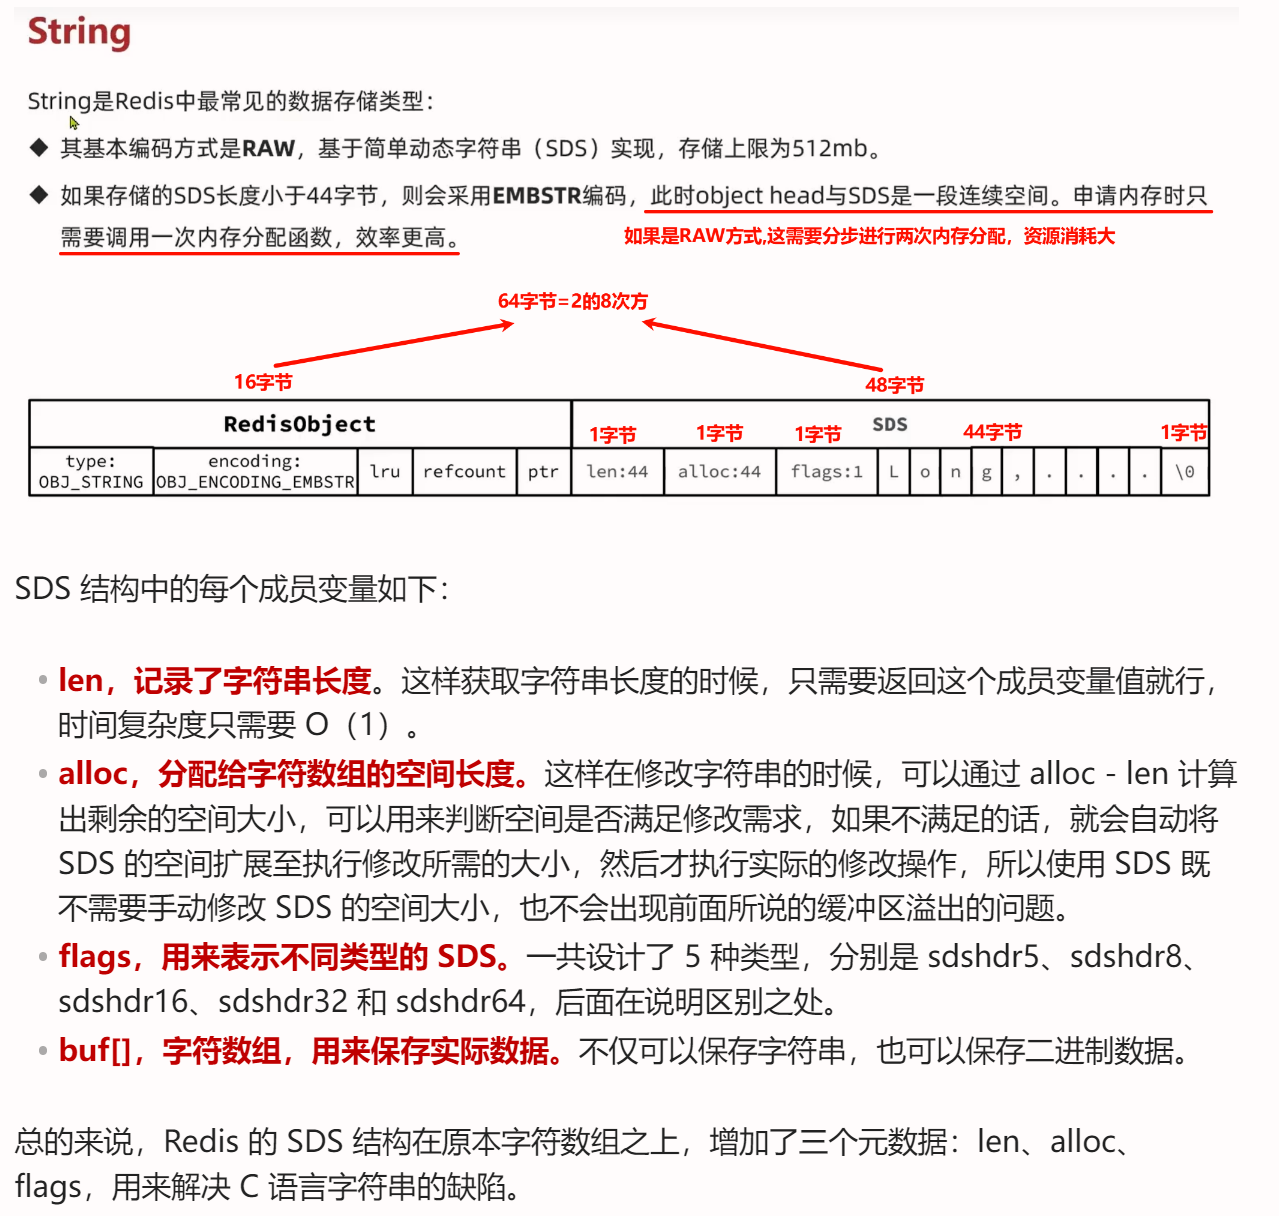 String
String是Redis中最常见的数据存储类型：
◆ 其基本编码方式是RAW，基于简单动态字符串（SDS）实现，存储上限为512mb。
◆ 如果存储的SDS长度小于44字节，则会采用EMBSTR编码，此时object head与SDS是一段连续空间。申请内存时只
需要调用一次内存分配函数，效率更高。
如果是RAW方式,这需要分步进行两次内存分配，资源消耗大
64字节=2的8次方
16字节
48字节
RedisObject
SDS
1字节
1字节
1字节
44字节
1字节
type:
OBJ_STRING
encoding:
OBJ_ENCODING_EMBSTR
lru
refcount
ptr
len:44
alloc:44
flags:1
L o n g , . . . . \0
SDS 结构中的每个成员变量如下：
• len，记录了字符串长度。这样获取字符串长度的时候，只需要返回这个成员变量值就行，
时间复杂度只需要 O（1）。
• alloc，分配给字符数组的空间长度。这样在修改字符串的时候，可以通过 alloc - len 计算
出剩余的空间大小，可以用来判断空间是否满足修改需求，如果不满足的话，就会自动将
SDS 的空间扩展至执行修改所需的大小，然后才执行实际的修改操作，所以使用 SDS 既
不需要手动修改 SDS 的空间大小，也不会出现前面所说的缓冲区溢出的问题。
• flags，用来表示不同类型的 SDS。一共设计了 5 种类型，分别是 sdshdr5、sdshdr8、
sdshdr16、sdshdr32 和 sdshdr64，后面在说明区别之处。
• buf[]，字符数组，用来保存实际数据。不仅可以保存字符串，也可以保存二进制数据。
总的来说，Redis 的 SDS 结构在原本字符数组之上，增加了三个元数据：len、alloc、
flags，用来解决 C 语言字符串的缺陷。